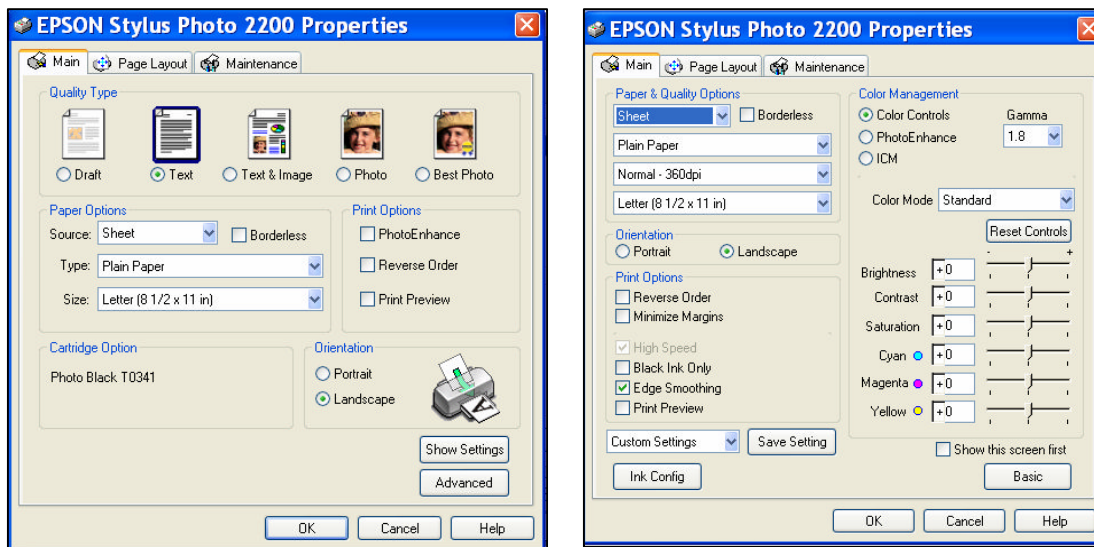 EPSON Stylus Photo 2200 Properties
Main Page Layout Maintenance
Quality Type
Draft Text Text & Image Photo Best Photo
Paper Options
Source: Sheet Borderless
Type: Plain Paper
Size: Letter (8 1/2 x 11 in)
Print Options
PhotoEnhance
Reverse Order
Print Preview
Cartridge Option
Photo Black T0341
Orientation
Portrait
Landscape
Show Settings
Advanced
OK Cancel Help
EPSON Stylus Photo 2200 Properties
Main Page Layout Maintenance
Paper & Quality Options
Sheet Borderless
Plain Paper
Normal - 360dpi
Letter (8 1/2 x 11 in)
Orientation
Portrait Landscape
Print Options
Reverse Order
Minimize Margins
High Speed
Black Ink Only
Edge Smoothing
Print Preview
Custom Settings Save Setting
Ink Config
Color Management
Color Controls Gamma
PhotoEnhance 1.8
ICM
Color Mode Standard
Reset Controls
- +
Brightness +0
Contrast +0
Saturation +0
Cyan +0
Magenta +0
Yellow +0
Show this screen first
Basic
OK Cancel Help